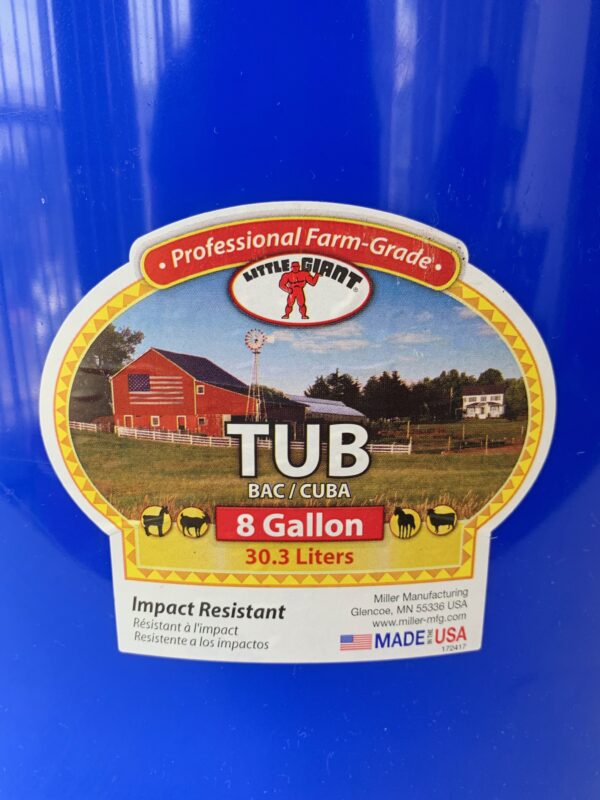 • Professional Farm-Grade •
LITTLE GIANT®
TUB
BAC / CUBA
8 Gallon
30.3 Liters
Impact Resistant
Résistant à l'impact
Resistente a los impactos
Miller Manufacturing
Glencoe, MN 55336 USA
www.miller-mfg.com
MADE IN THE USA
172417